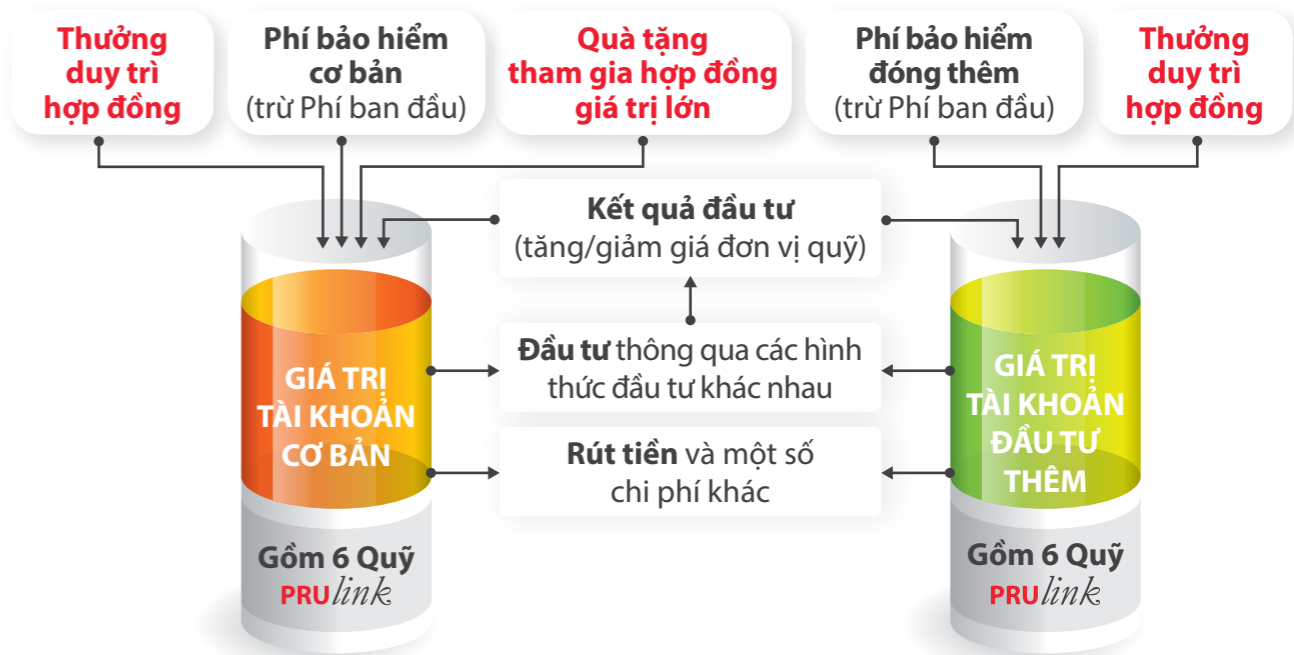 Thưởng
duy trì
hợp đồng
Phí bảo hiểm
cơ bản
(trừ Phí ban đầu)
Quà tặng
tham gia hợp đồng
giá trị lớn
Phí bảo hiểm
đóng thêm
(trừ Phí ban đầu)
Thưởng
duy trì
hợp đồng
Kết quả đầu tư
(tăng/giảm giá đơn vị quỹ)
Đầu tư thông qua các hình
thức đầu tư khác nhau
Rút tiền và một số
chi phí khác
GIÁ TRỊ
TÀI KHOẢN
CƠ BẢN
Gồm 6 Quỹ
PRUlink
GIÁ TRỊ
TÀI KHOẢN
ĐẦU TƯ
THÊM
Gồm 6 Quỹ
PRUlink